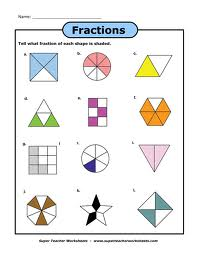 Name:
Fractions
Tell what fraction of each shape is shaded.
a. b. c.
d. e. f.
g. h. i.
j. k. l.
Super Teacher Worksheets - www.superteacherworksheets.com